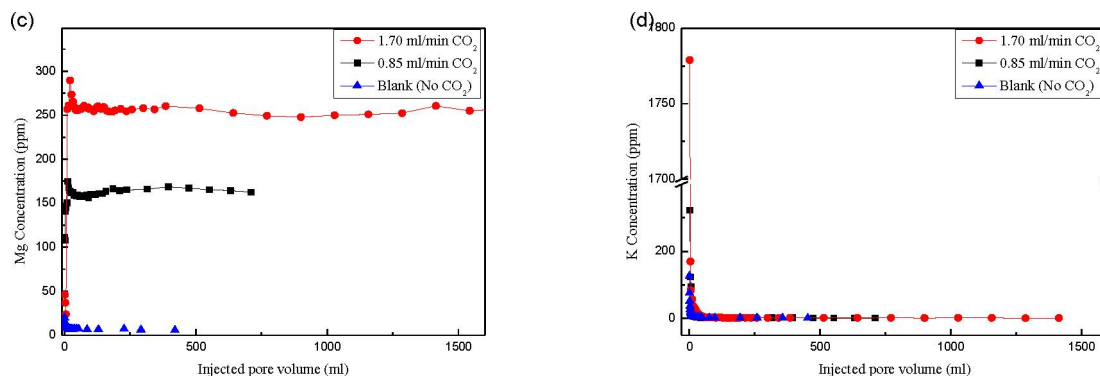 (c)
1.70 ml/min CO₂
0.85 ml/min CO₂
Blank (No CO₂)
Mg Concentration (ppm)
300
250
200
150
100
50
0
0
500
1000
1500
Injected pore volume (ml)
(d)
1.70 ml/min CO₂
0.85 ml/min CO₂
Blank (No CO₂)
K Concentration (ppm)
1800
1750
1700
200
100
0
0
500
1000
1500
Injected pore volume (ml)